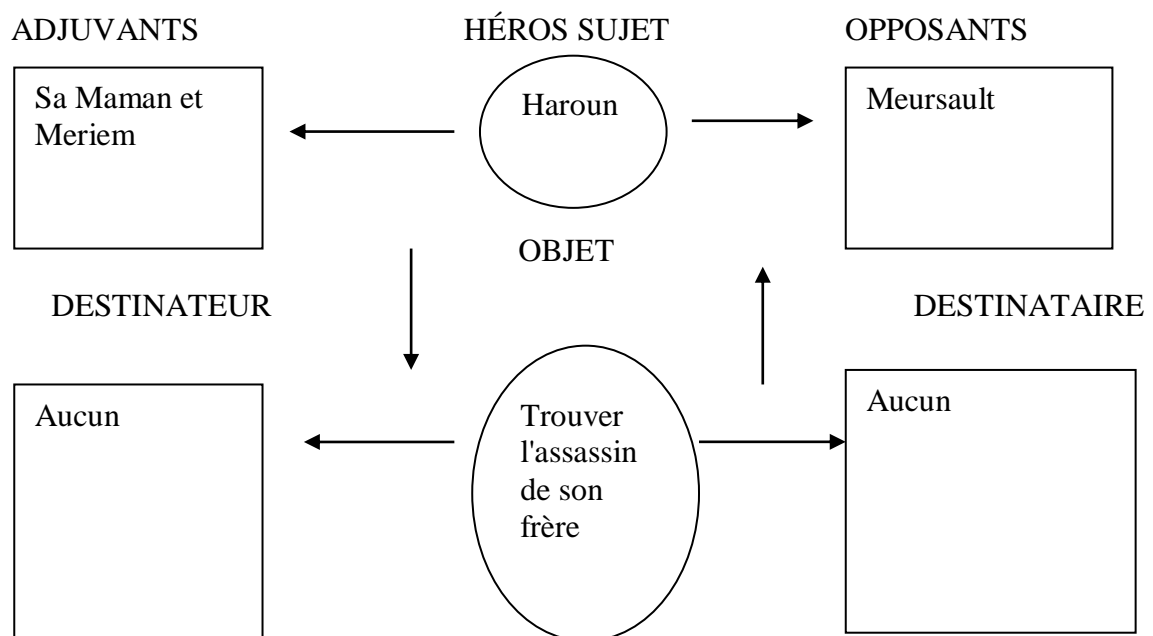 ADJUVANTS HÉROS SUJET OPPOSANTS
Sa Maman et
Meriem
Haroun
Meursault
OBJET
DESTINATEUR DESTINATAIRE
Aucun
Trouver
l'assassin
de son
frère
Aucun